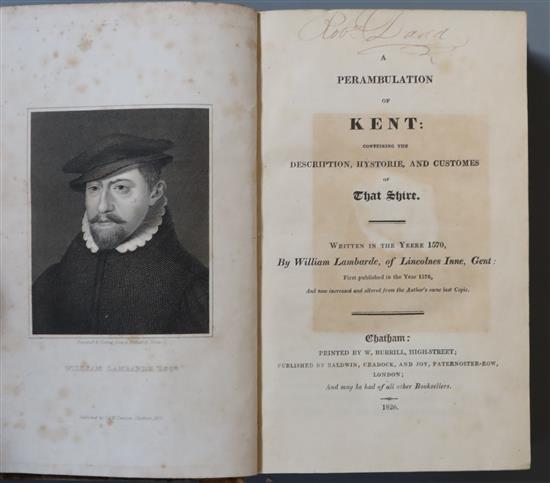 WILLIAM LAMBARDE ESQR.
A
PERAMBULATION
OF
KENT:
CONTEINING THE
DESCRIPTION, HYSTORIE, AND CUSTOMES
OF
That Shire.
WRITTEN IN THE YEERE 1570,
By William Lambarde, of Lincolnes Inne, Gent:
First published in the Year 1576,
And now increased and altered from the Author's owne last Copie.
Chatham:
PRINTED BY W. BURRILL, HIGH-STREET;
PUBLISHED BY BALDWIN, CRADOCK, AND JOY, PATERNOSTER-ROW,
LONDON;
And may be had of all other Booksellers.
1826.